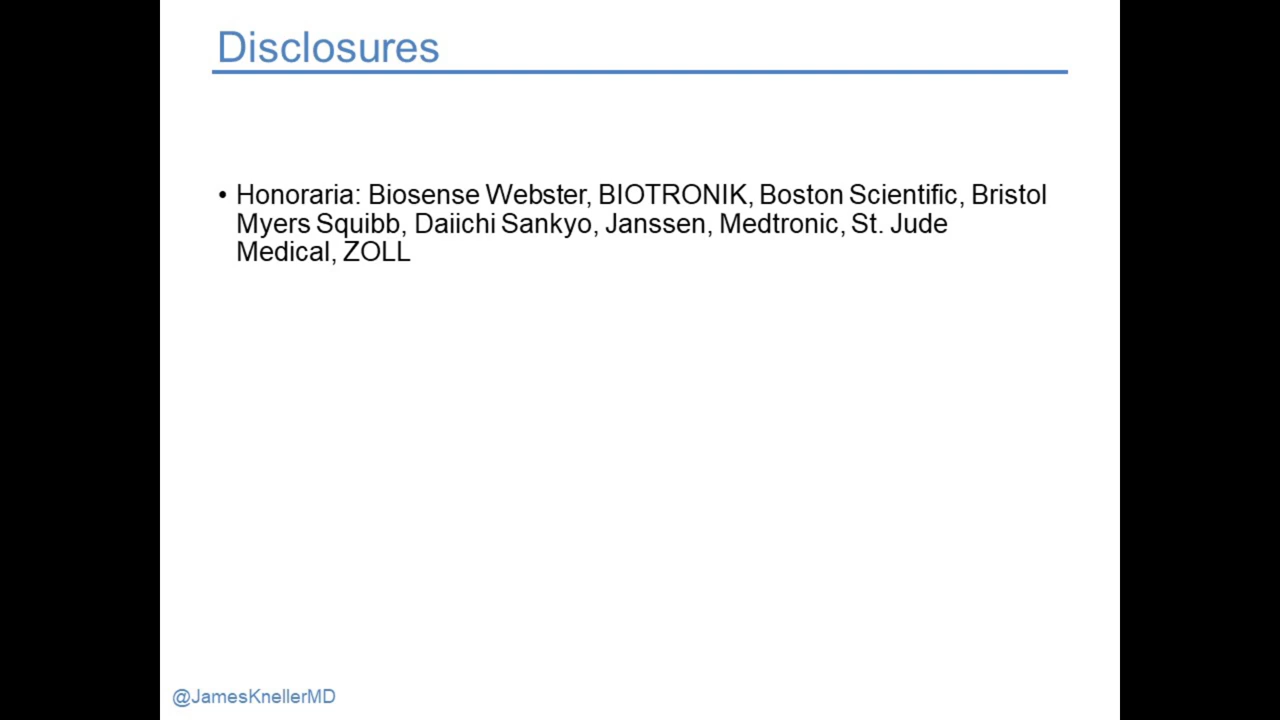 Disclosures
• Honoraria: Biosense Webster, BIOTRONIK, Boston Scientific, Bristol
Myers Squibb, Daiichi Sankyo, Janssen, Medtronic, St. Jude
Medical, ZOLL
@JamesKnellerMD